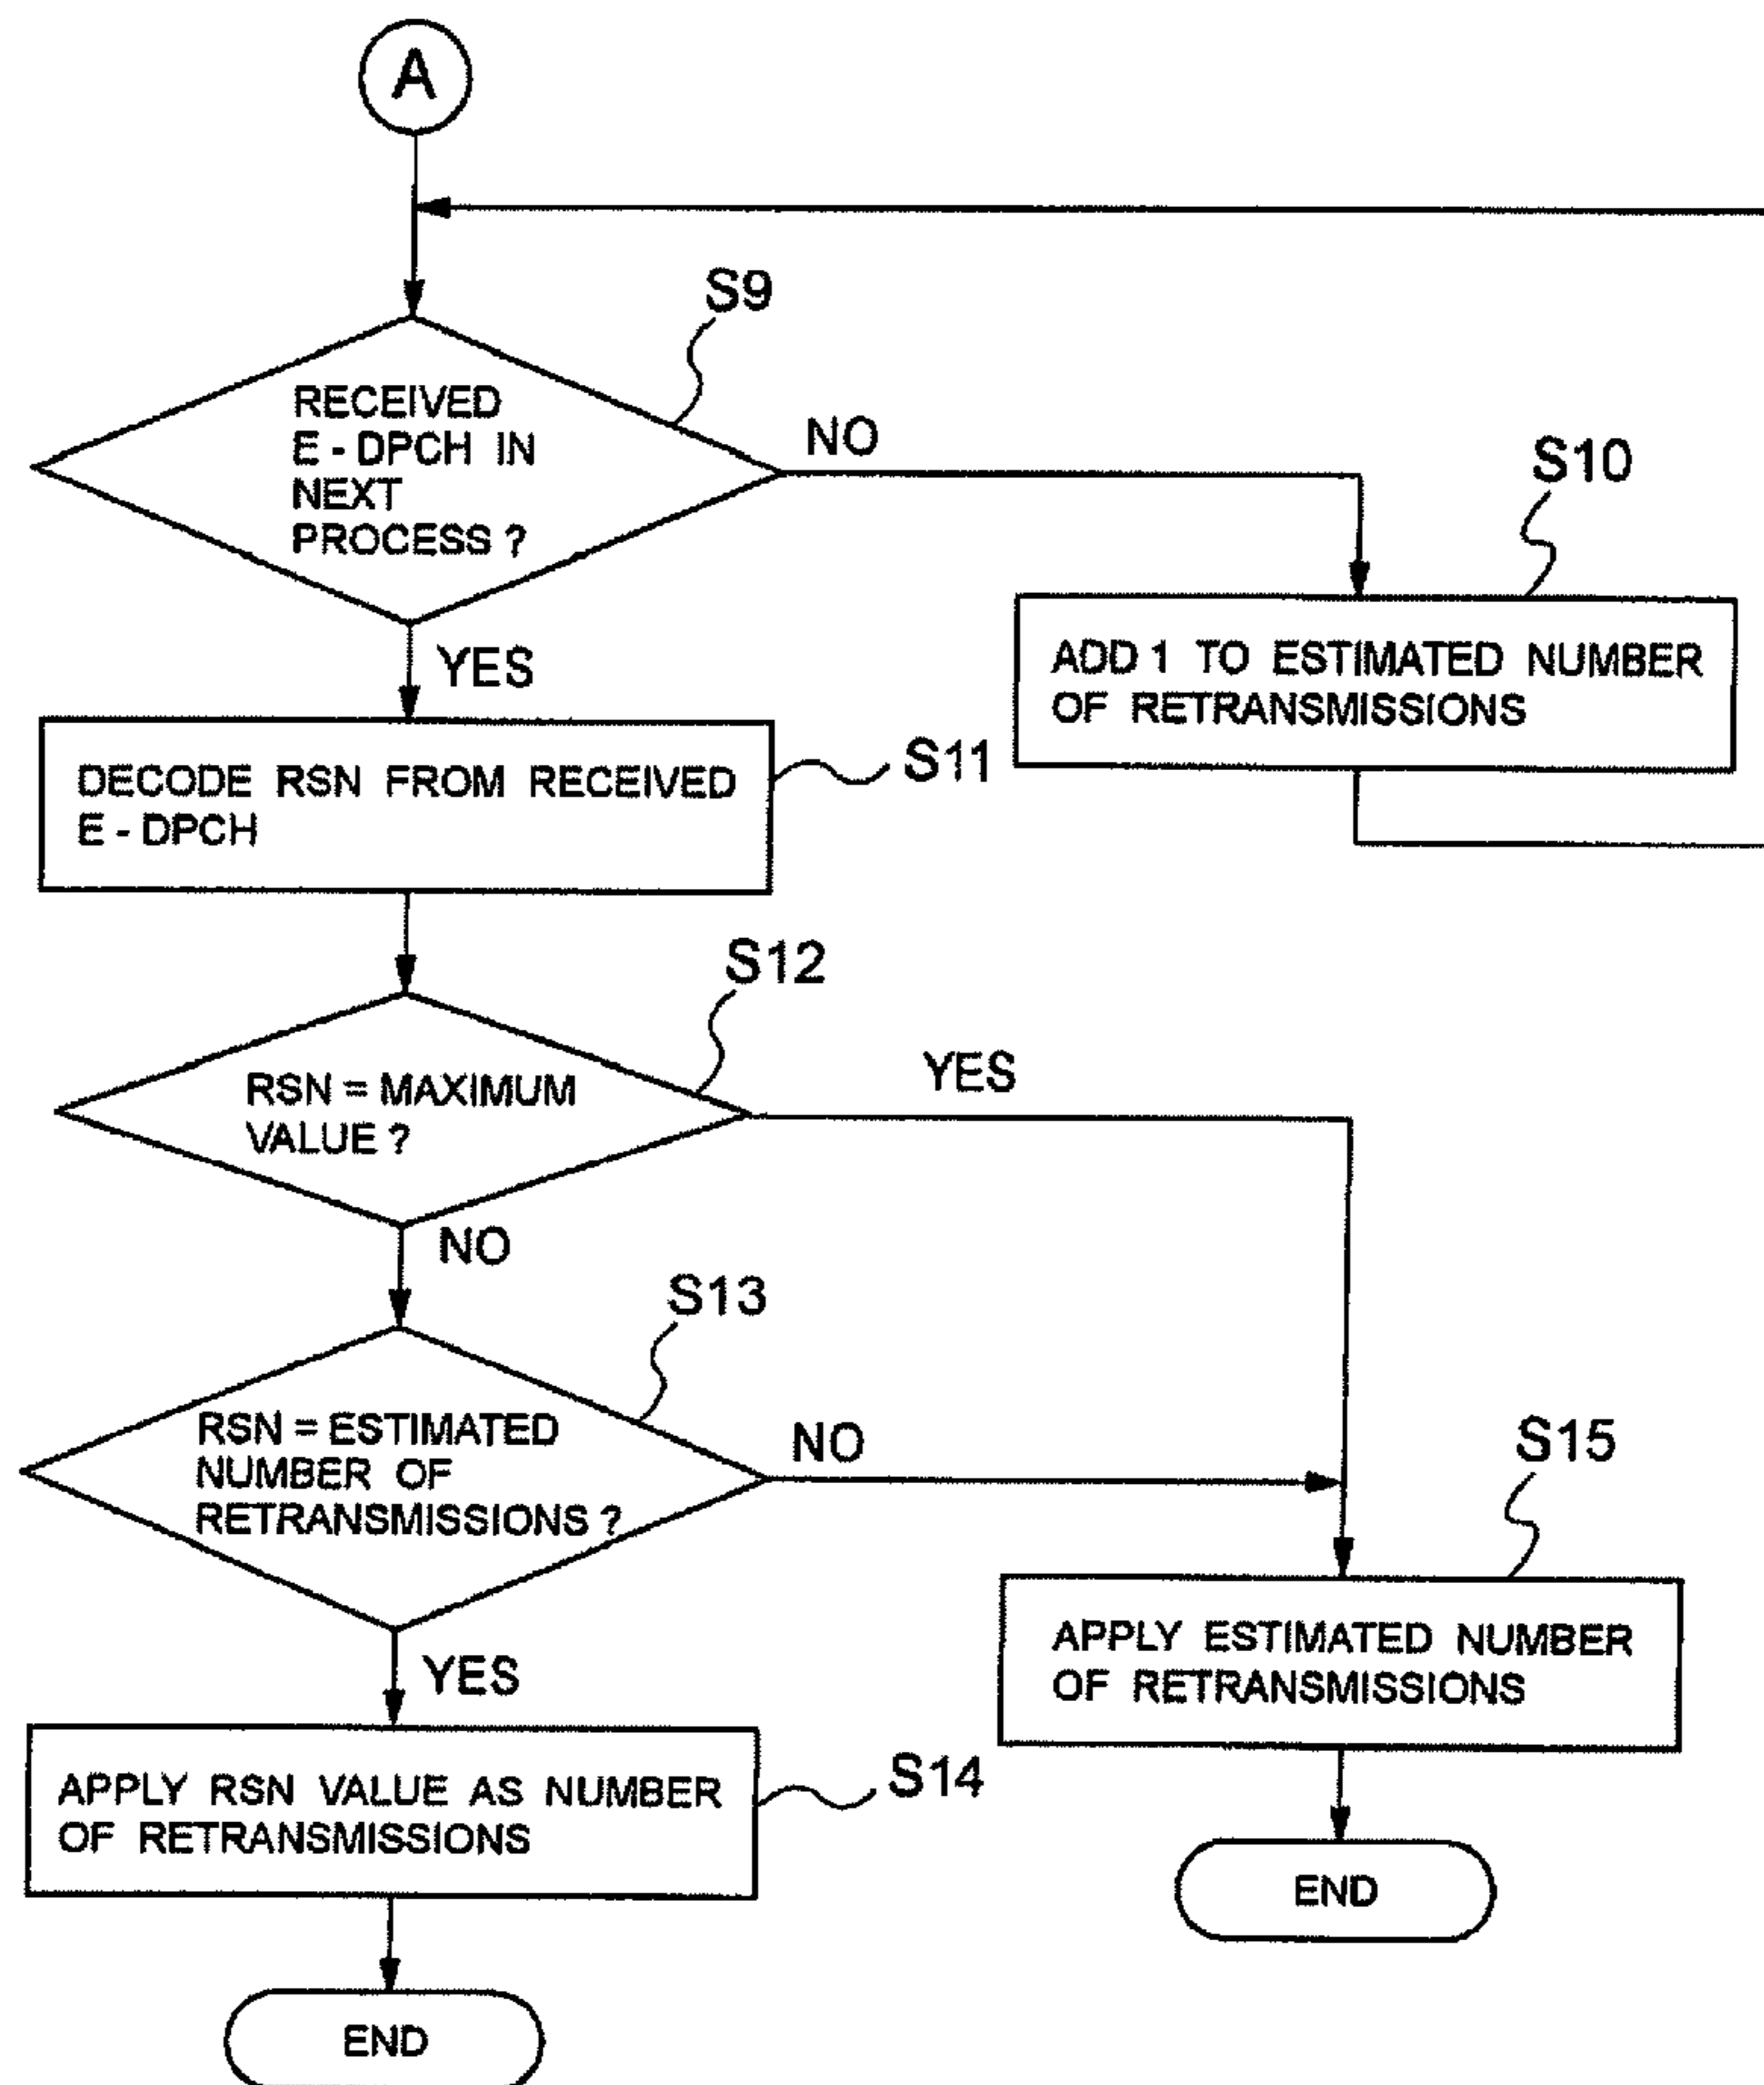 A
S9
RECEIVED
E - DPCH IN
NEXT
PROCESS ?
NO
S10
ADD 1 TO ESTIMATED NUMBER
OF RETRANSMISSIONS
YES
DECODE RSN FROM RECEIVED
E - DPCH
S11
S12
RSN = MAXIMUM
VALUE ?
YES
NO
S13
RSN = ESTIMATED
NUMBER OF
RETRANSMISSIONS ?
NO
S15
APPLY ESTIMATED NUMBER
OF RETRANSMISSIONS
YES
APPLY RSN VALUE AS NUMBER
OF RETRANSMISSIONS
S14
END
END